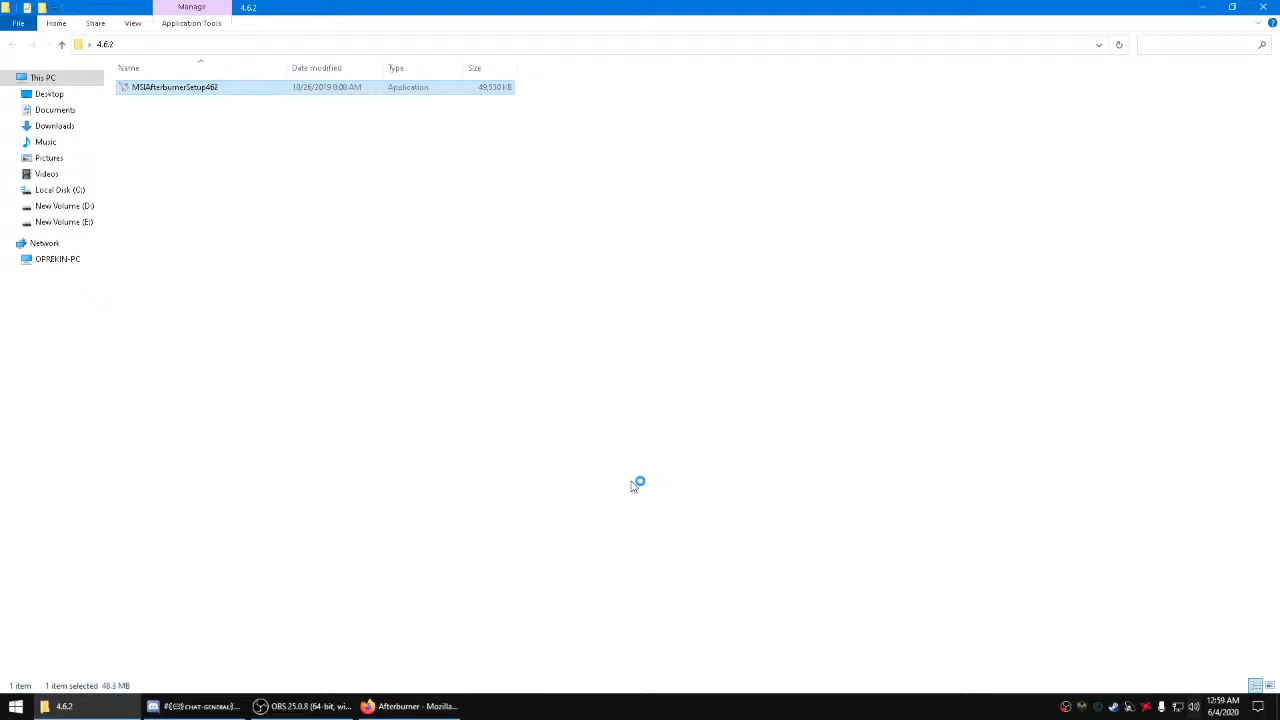 Manage
4.6.2
File
Home
Share
View
Application Tools
4.6.2
Name
Date modified
Type
Size
This PC
MSIAfterburnerSetup462
10/26/2019 8:08 AM
Application
49,530 KB
Desktop
Documents
Downloads
Music
Pictures
Videos
Local Disk (C:)
New Volume (D:)
New Volume (E:)
Network
OPREKIN-PC
1 item
1 item selected 48.3 MB
4.6.2
OBS 25.0.8 (64-bit, wi...
Afterburner - Mozilla...
12:59 AM
6/4/2020